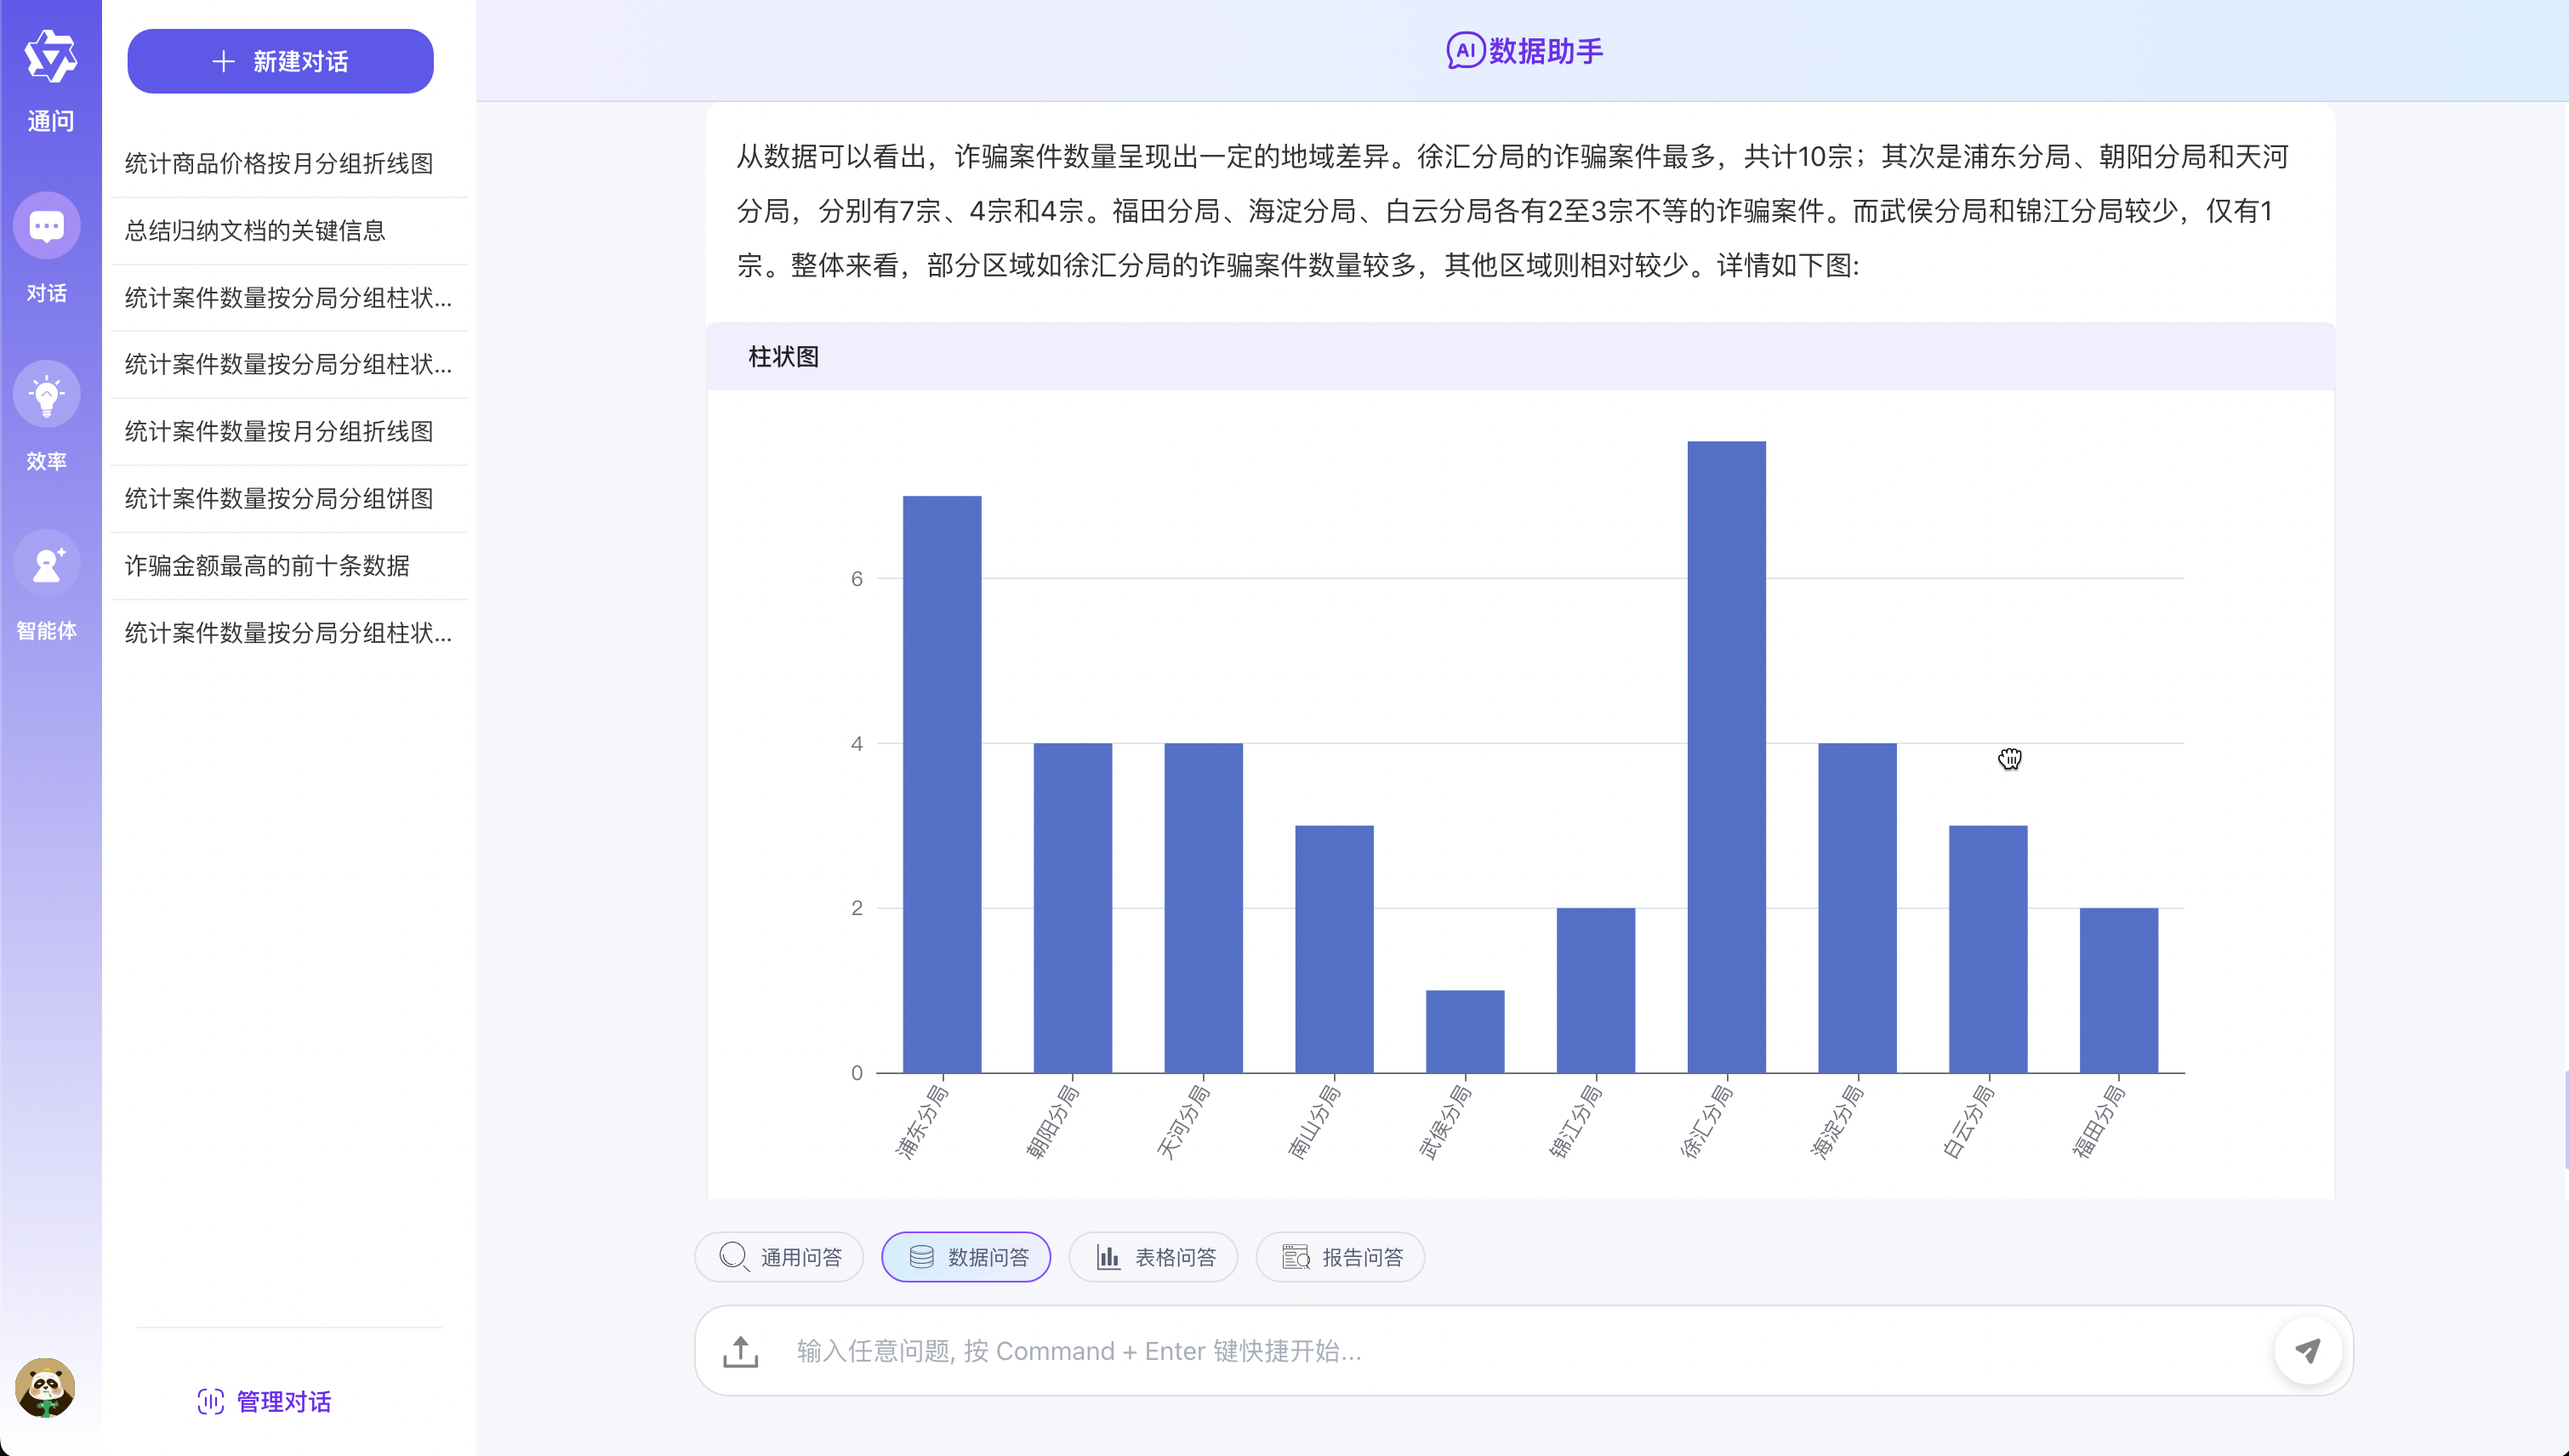 通问
对话
效率
智能体
新建对话
统计商品价格按月分组折线图
总结归纳文档的关键信息
统计案件数量按分局分组柱状...
统计案件数量按分局分组柱状...
统计案件数量按月分组折线图
统计案件数量按分局分组饼图
诈骗金额最高的前十条数据
统计案件数量按分局分组柱状...
管理对话
AI 数据助手
从数据可以看出，诈骗案件数量呈现出一定的地域差异。徐汇分局的诈骗案件最多，共计10宗；其次是浦东分局、朝阳分局和天河
分局，分别有7宗、4宗和4宗。福田分局、海淀分局、白云分局各有2至3宗不等的诈骗案件。而武侯分局和锦江分局较少，仅有1
宗。整体来看，部分区域如徐汇分局的诈骗案件数量较多，其他区域则相对较少。详情如下图:
柱状图
6
4
2
0
浦东分局
朝阳分局
天河分局
南山分局
武侯分局
锦江分局
徐汇分局
海淀分局
白云分局
福田分局
通用问答
数据问答
表格问答
报告问答
输入任意问题, 按 Command + Enter 键快捷开始...